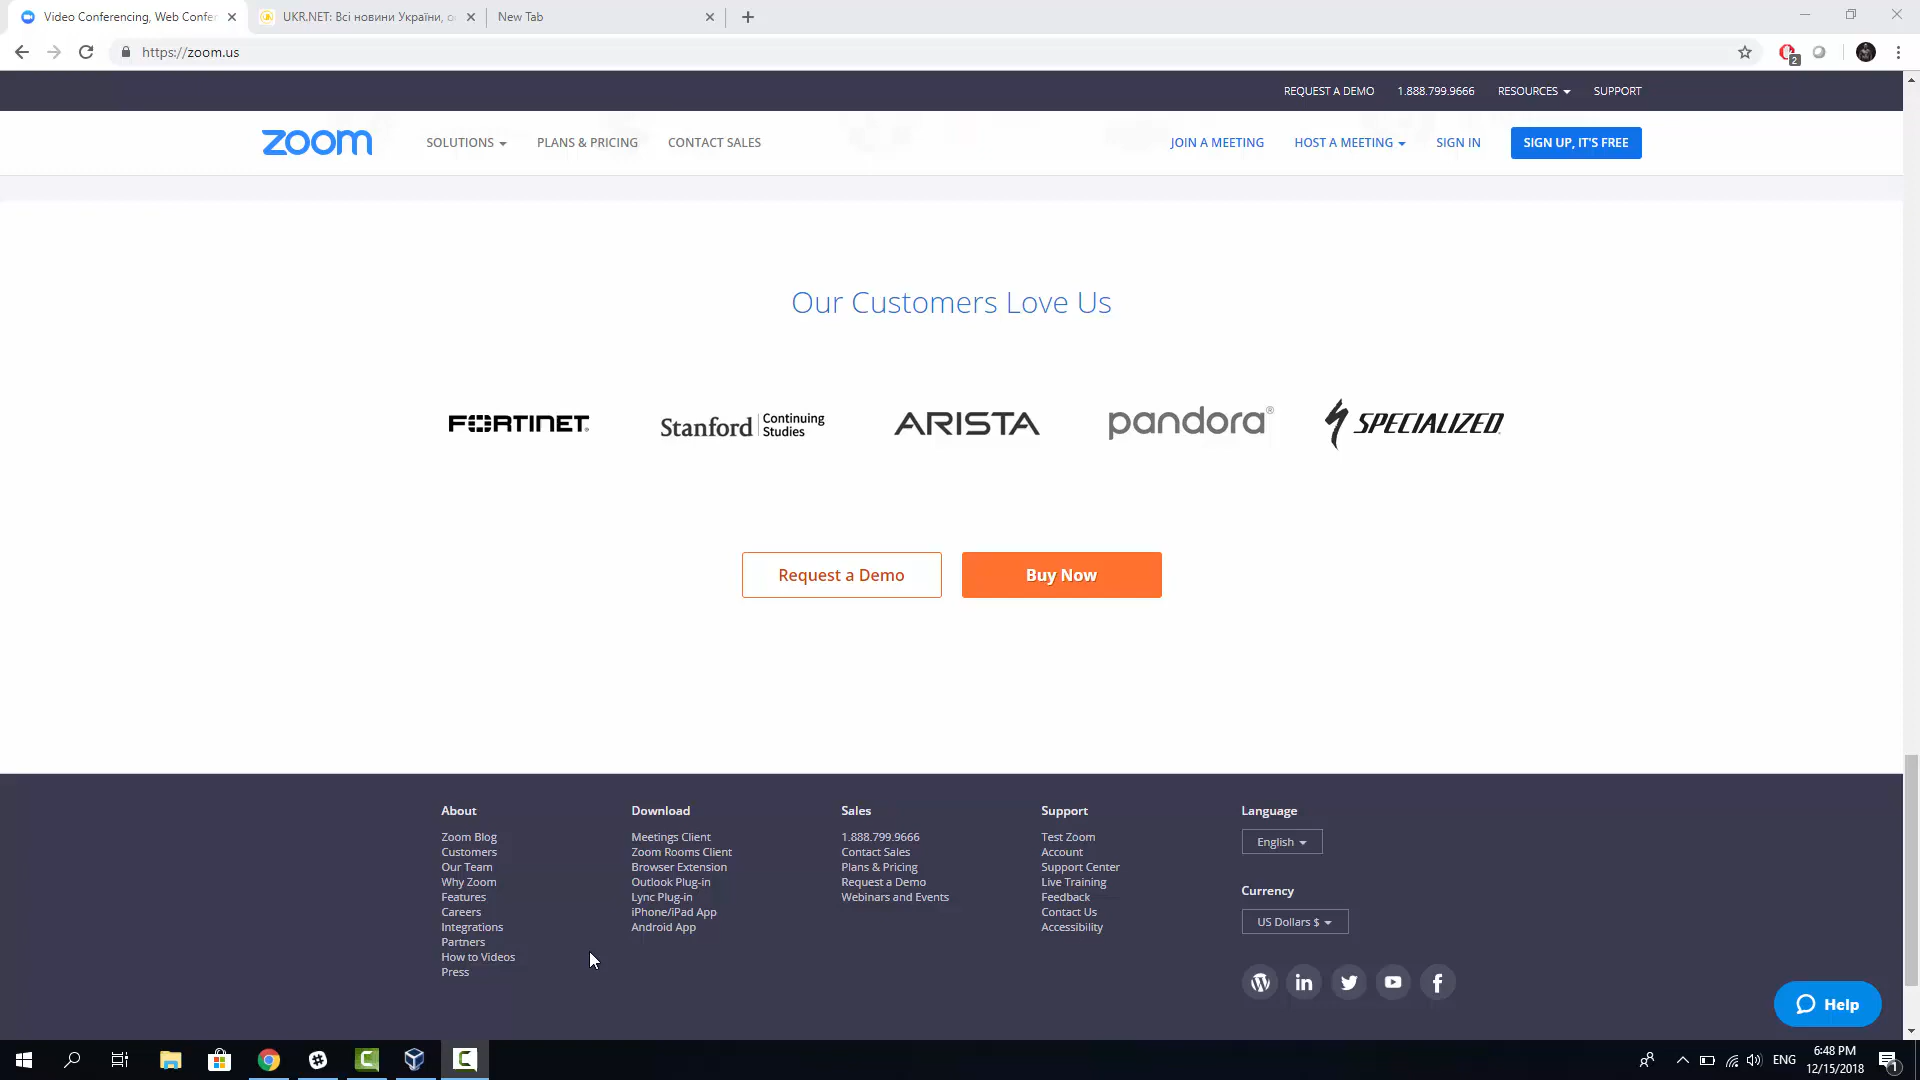 Video Conferencing, Web Confer
UKR.NET: Всі новини України, о
New Tab
https://zoom.us
2
REQUEST A DEMO
1.888.799.9666
RESOURCES
SUPPORT
zoom
SOLUTIONS
PLANS & PRICING
CONTACT SALES
JOIN A MEETING
HOST A MEETING
SIGN IN
SIGN UP, IT'S FREE
Our Customers Love Us
FORTINET
Stanford
Continuing
Studies
ARISTA
pandora®
SPECIALIZED
Request a Demo
Buy Now
About
Zoom Blog
Customers
Our Team
Why Zoom
Features
Careers
Integrations
Partners
How to Videos
Press
Download
Meetings Client
Zoom Rooms Client
Browser Extension
Outlook Plug-in
Lync Plug-in
iPhone/iPad App
Android App
Sales
1.888.799.9666
Contact Sales
Plans & Pricing
Request a Demo
Webinars and Events
Support
Test Zoom
Account
Support Center
Live Training
Feedback
Contact Us
Accessibility
Language
English
Currency
US Dollars $
Help
ENG
6:48 PM
12/15/2018
1